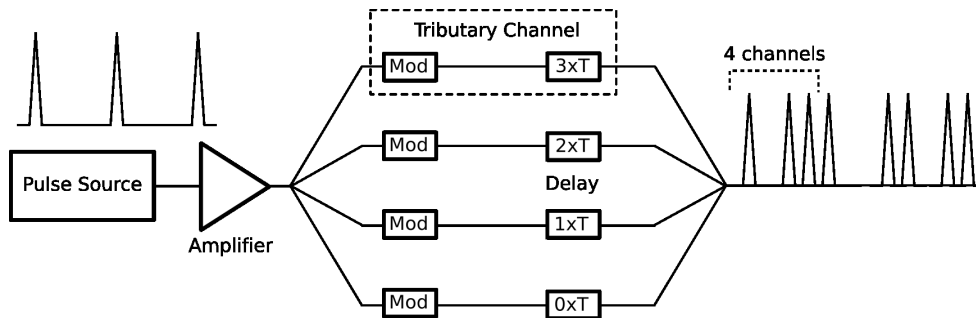 Tributary Channel
Mod
3xT
4 channels
Mod
2xT
Pulse Source
Delay
Mod
1xT
Amplifier
Mod
0xT